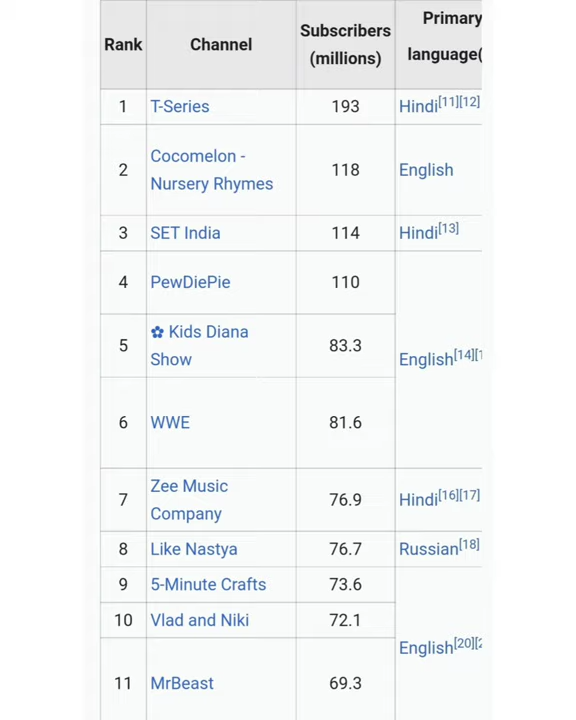 Rank Channel Subscribers (millions) Primary language(
1 T-Series 193 Hindi[11][12]
2 Cocomelon - Nursery Rhymes 118 English
3 SET India 114 Hindi[13]
4 PewDiePie 110
5 ✿ Kids Diana Show 83.3 English[14][1
6 WWE 81.6
7 Zee Music Company 76.9 Hindi[16][17]
8 Like Nastya 76.7 Russian[18]
9 5-Minute Crafts 73.6
10 Vlad and Niki 72.1
English[20][2
11 MrBeast 69.3